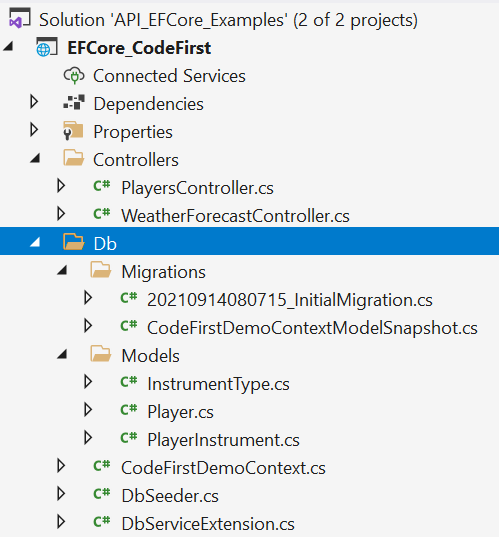 Solution 'API_EFCore_Examples' (2 of 2 projects)
EFCore_CodeFirst
Connected Services
Dependencies
Properties
Controllers
C# PlayersController.cs
C# WeatherForecastController.cs
Db
Migrations
C# 20210914080715_InitialMigration.cs
C# CodeFirstDemoContextModelSnapshot.cs
Models
C# InstrumentType.cs
C# Player.cs
C# PlayerInstrument.cs
C# CodeFirstDemoContext.cs
C# DbSeeder.cs
C# DbServiceExtension.cs